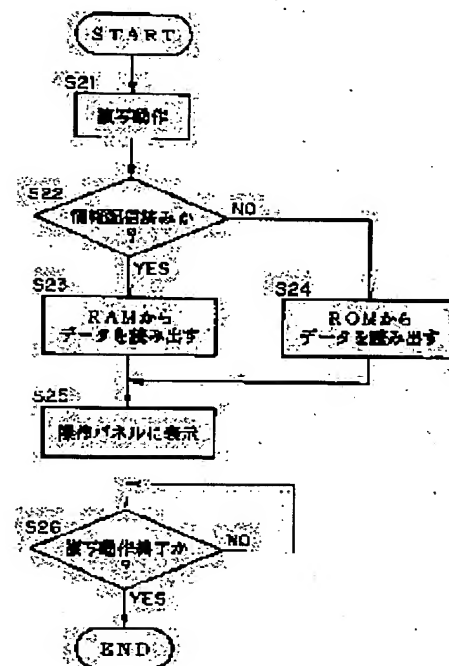 START
S21
複写動作
S22
情報配信済みか
?
NO
YES
S23
RAMから
データを読み出す
S24
ROMから
データを読み出す
S25
操作パネルに表示
S26
複写動作終了か
?
NO
YES
END